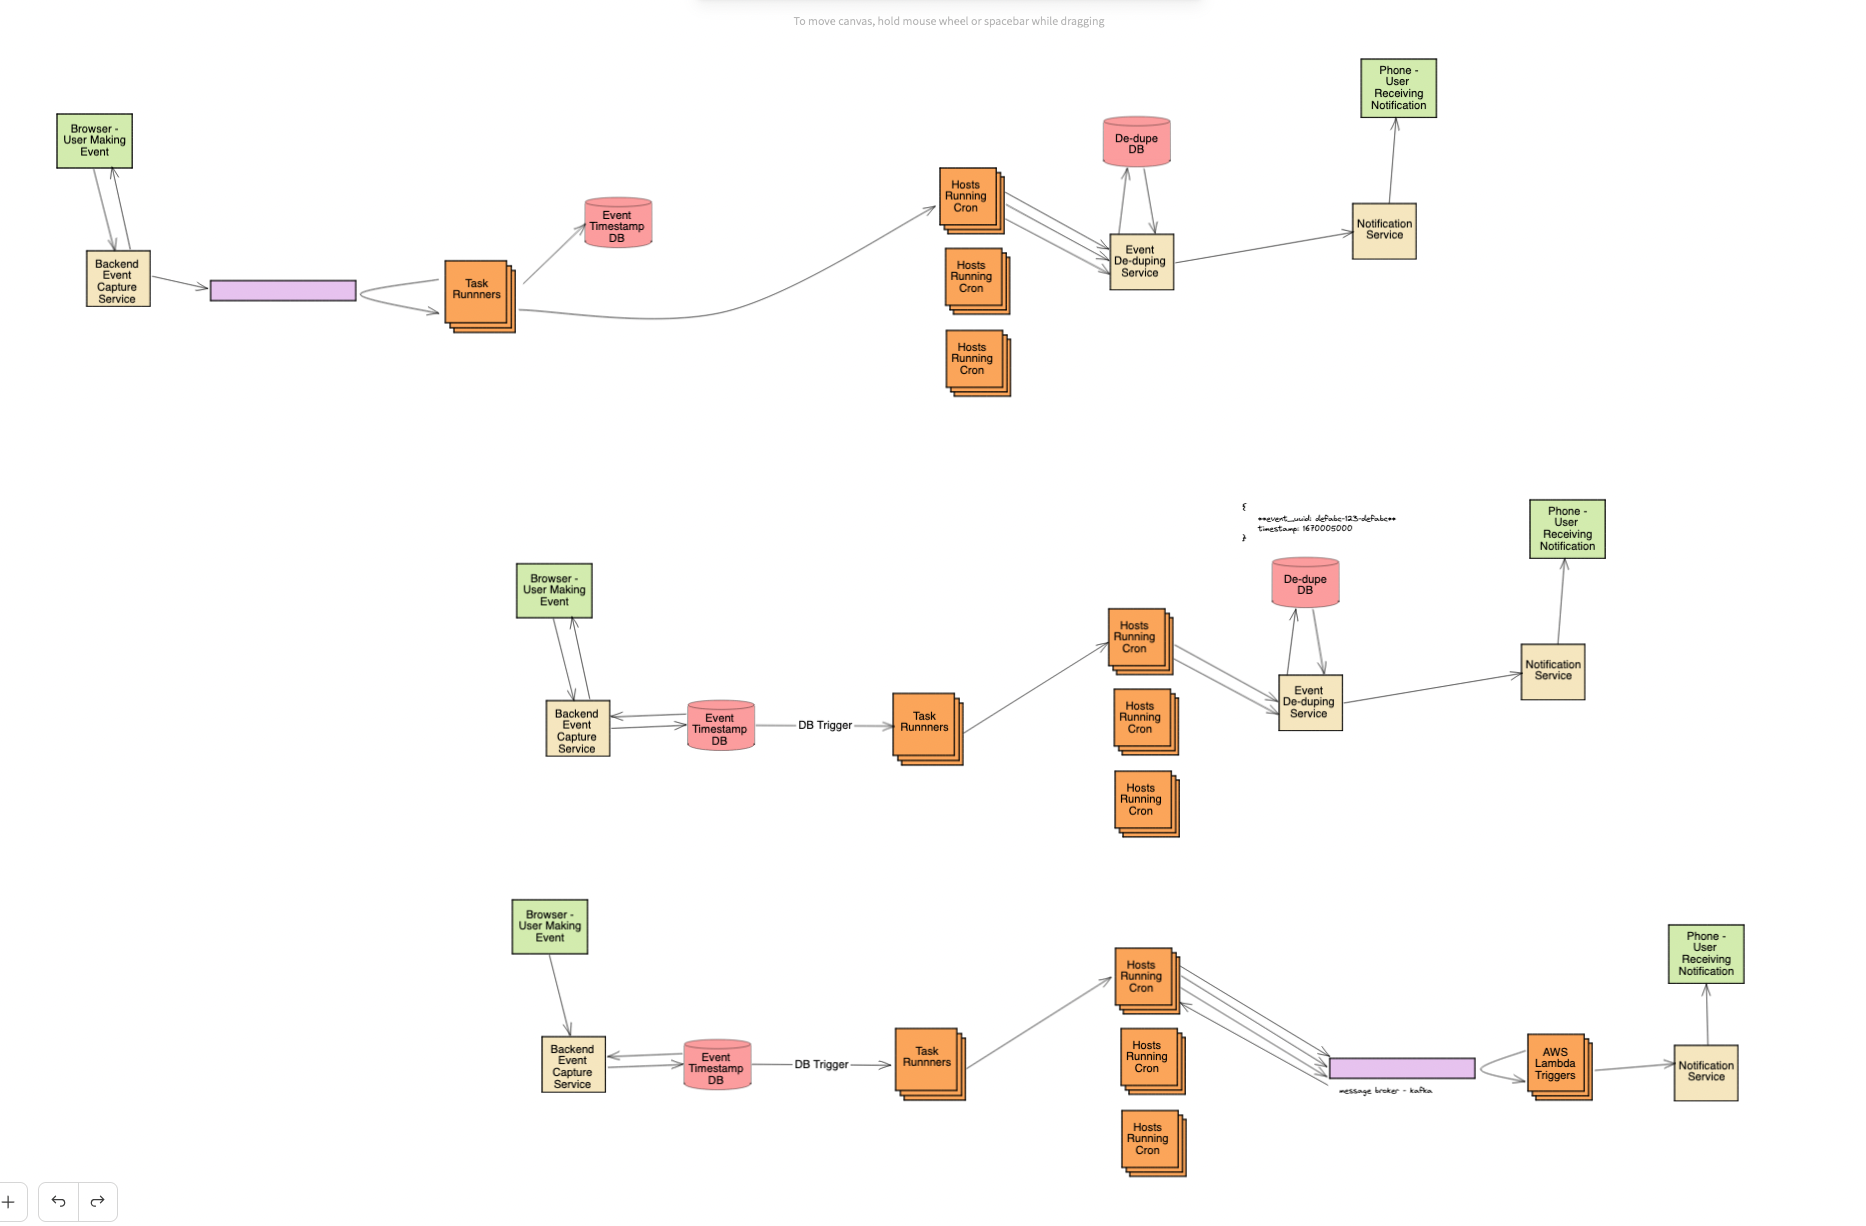 To move canvas, hold mouse wheel or spacebar while dragging
Phone -
User
Receiving
Notification
Browser -
User Making
Event
De-dupe
DB
Hosts
Running
Cron
Event
Timestamp
DB
Notification
Service
Event
De-duping
Service
Backend
Event
Capture
Service
Task
Runnners
Hosts
Running
Cron
Hosts
Running
Cron
{
**event_uuid: defabc-123-defabc**
timestamp: 1670005000
}
Phone -
User
Receiving
Notification
Browser -
User Making
Event
De-dupe
DB
Hosts
Running
Cron
Notification
Service
Event
De-duping
Service
Backend
Event
Capture
Service
Event
Timestamp
DB
DB Trigger
Task
Runnners
Hosts
Running
Cron
Hosts
Running
Cron
Browser -
User Making
Event
Phone -
User
Receiving
Notification
Hosts
Running
Cron
Backend
Event
Capture
Service
Event
Timestamp
DB
DB Trigger
Task
Runnners
Hosts
Running
Cron
message broker - kafka
AWS
Lambda
Triggers
Notification
Service
Hosts
Running
Cron